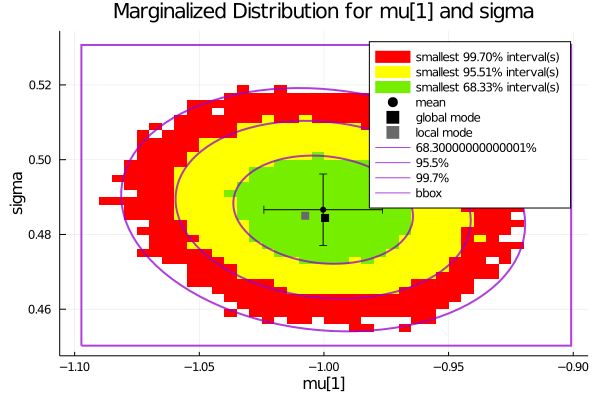 Marginalized Distribution for mu[1] and sigma
smallest 99.70% interval(s)
smallest 95.51% interval(s)
smallest 68.33% interval(s)
mean
global mode
local mode
68.30000000000001%
95.5%
99.7%
bbox
sigma
0.52
0.50
0.48
0.46
−1.10
−1.05
−1.00
−0.95
−0.90
mu[1]